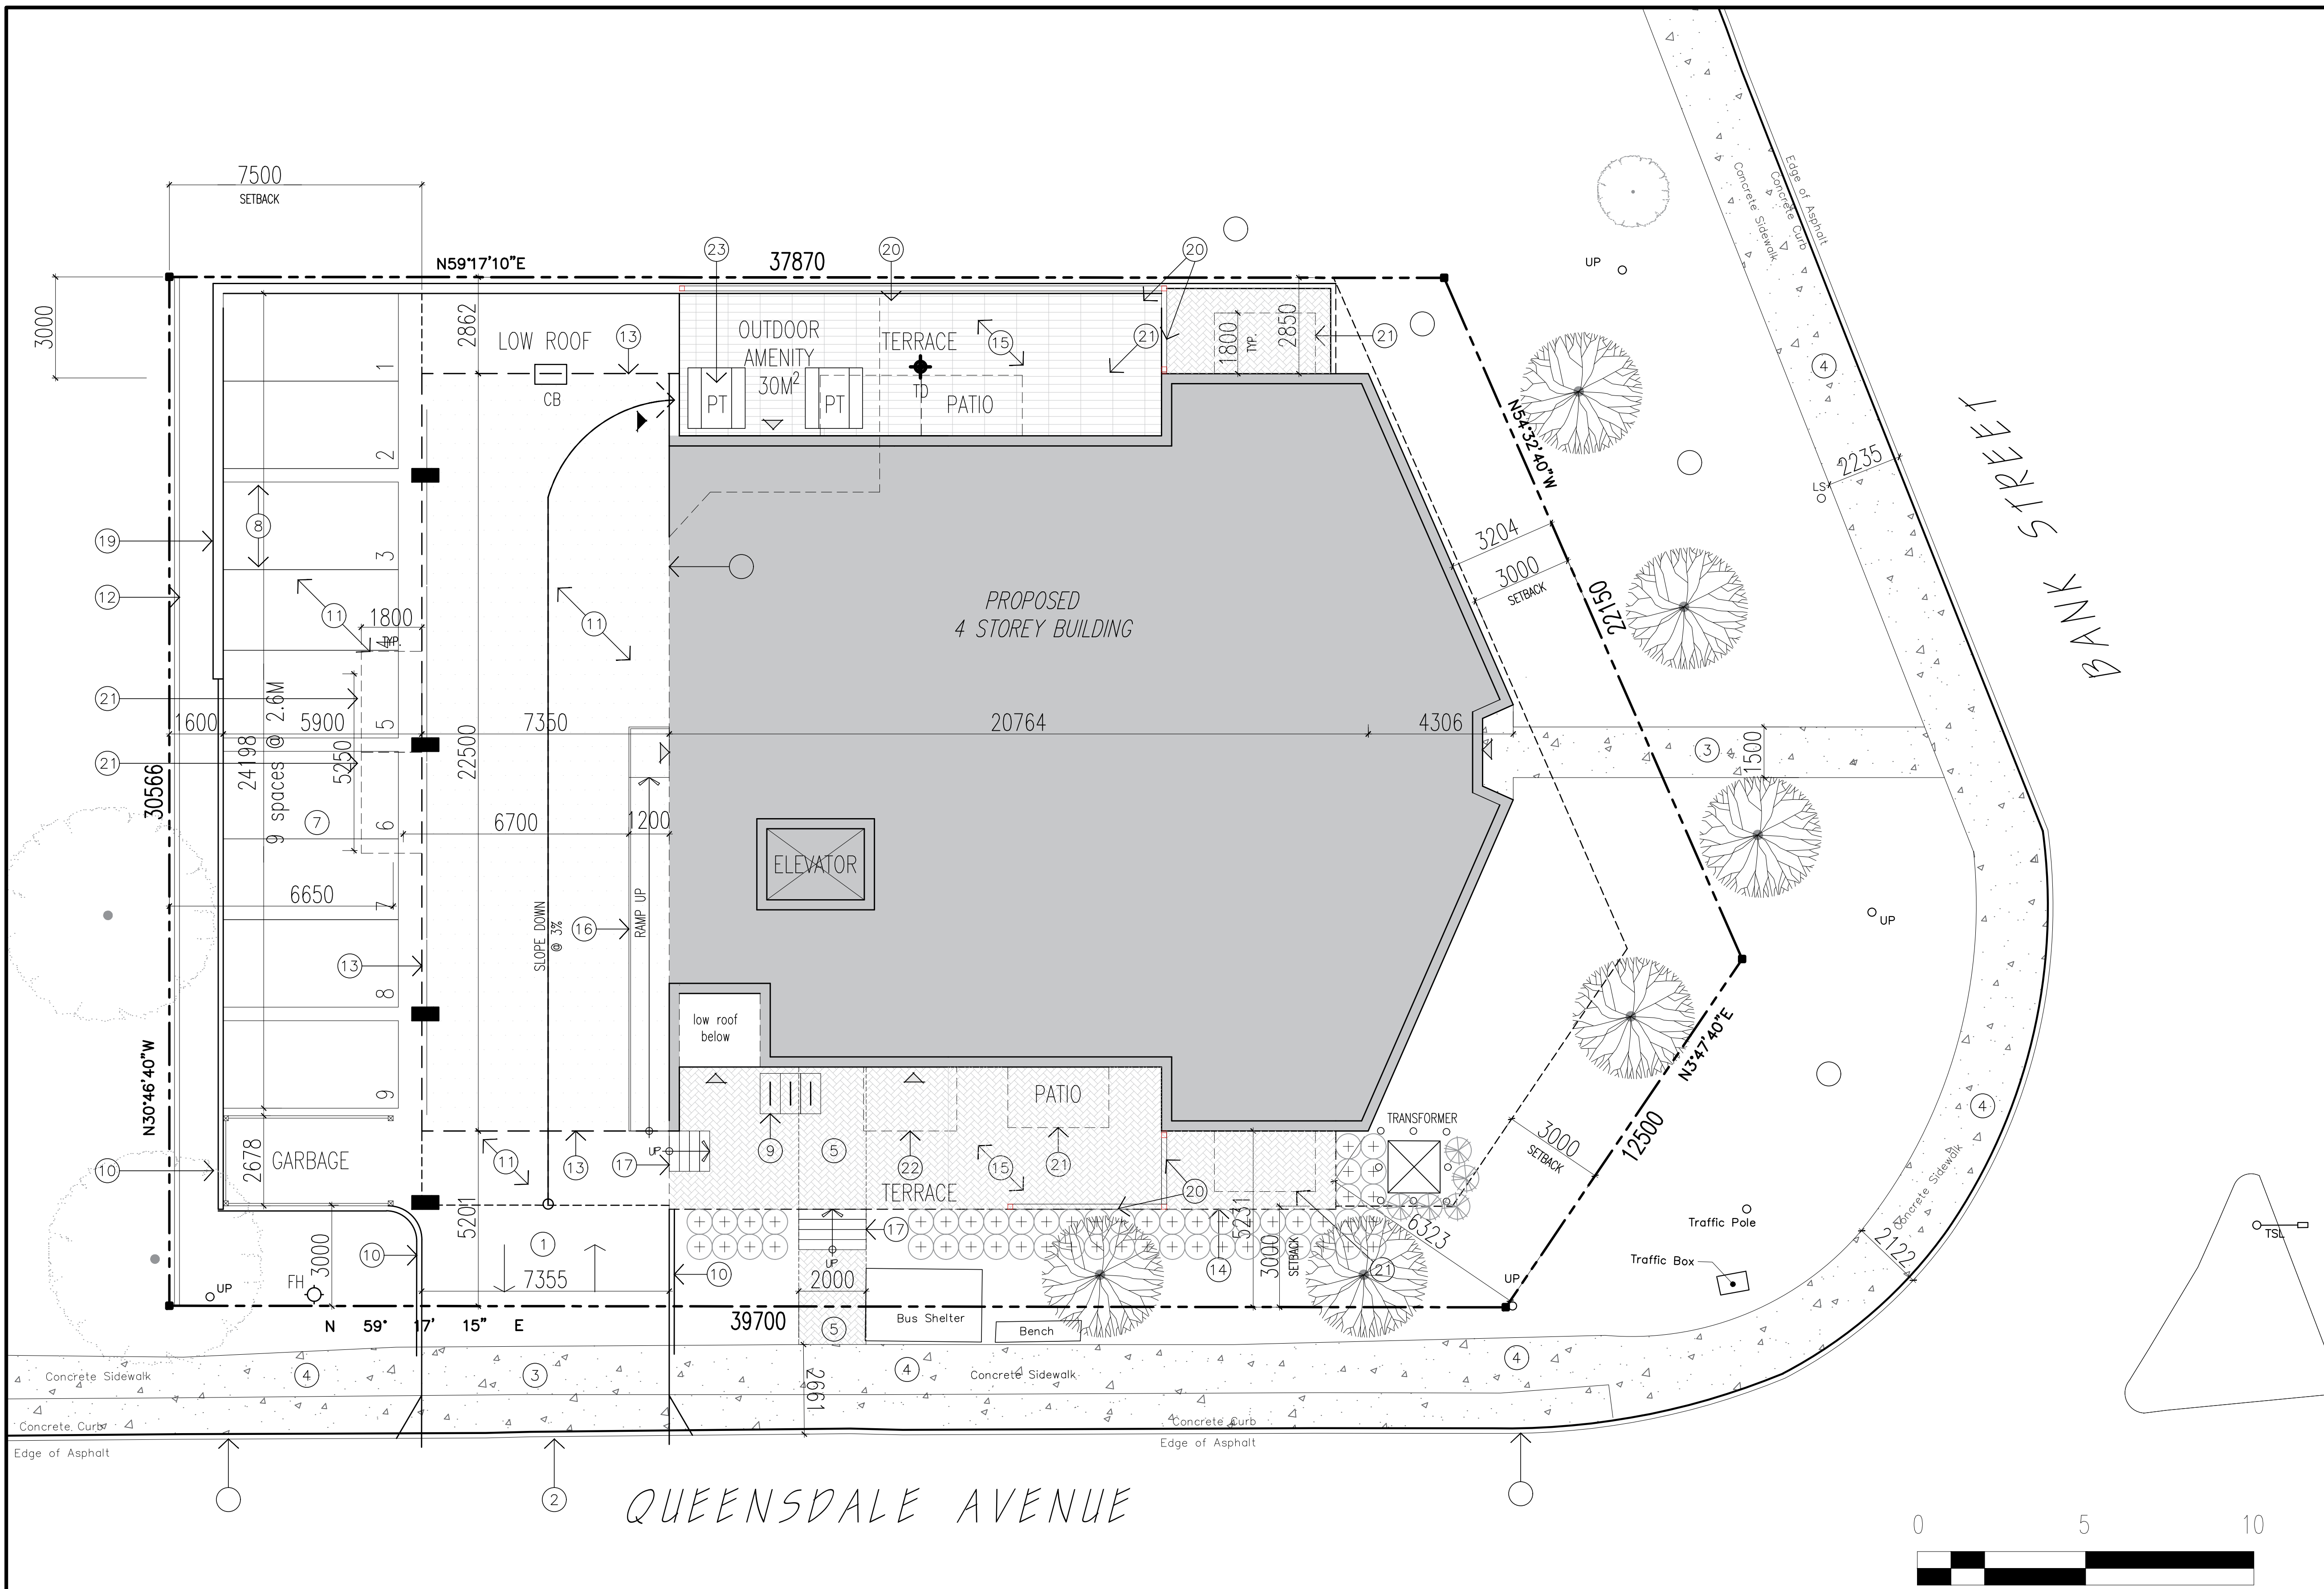 7500
SETBACK
N59°17'10"E
37870
23
20
20
UP
Edge of Asphalt
Concrete Curb
Concrete Sidewalk
3000
2862
LOW ROOF
13
CB
OUTDOOR
AMENITY
30M²
TERRACE
15
21
1800
TYP.
2850
21
PT
PT
TD
PATIO
4
BANK STREET
N54°32'40"W
2235
LS
1
2
3
4
5
6
7
8
9
8
19
12
11
1800
TYP.
11
PROPOSED
4 STOREY BUILDING
3204
3000
SETBACK
22150
21
21
1600
5900
7350
20764
4306
3
1500
30566
24198
9 spaces @ 2.6M
5250
22500
7
6700
1200
ELEVATOR
6650
SLOPE DOWN
@ 3%
16
RAMP UP
13
UP
low roof
below
N30°46'40"W
N3°47'40"E
12500
3000
SETBACK
4
PATIO
TRANSFORMER
10
2678
GARBAGE
11
13
17
UP
9
5
22
15
21
TERRACE
20
5201
3000
10
1
7355
10
17
UP
2000
14
5231
3000
SETBACK
6323
21
UP
FH
UP
Traffic Pole
Traffic Box
2122
Concrete Sidewalk
TSL
N 59° 17' 15" E
39700
5
Bus Shelter
Bench
Concrete Sidewalk
4
3
2661
4
Concrete Sidewalk
4
Concrete Curb
Edge of Asphalt
Concrete Curb
Edge of Asphalt
2
QUEENSDALE AVENUE
0 5 10